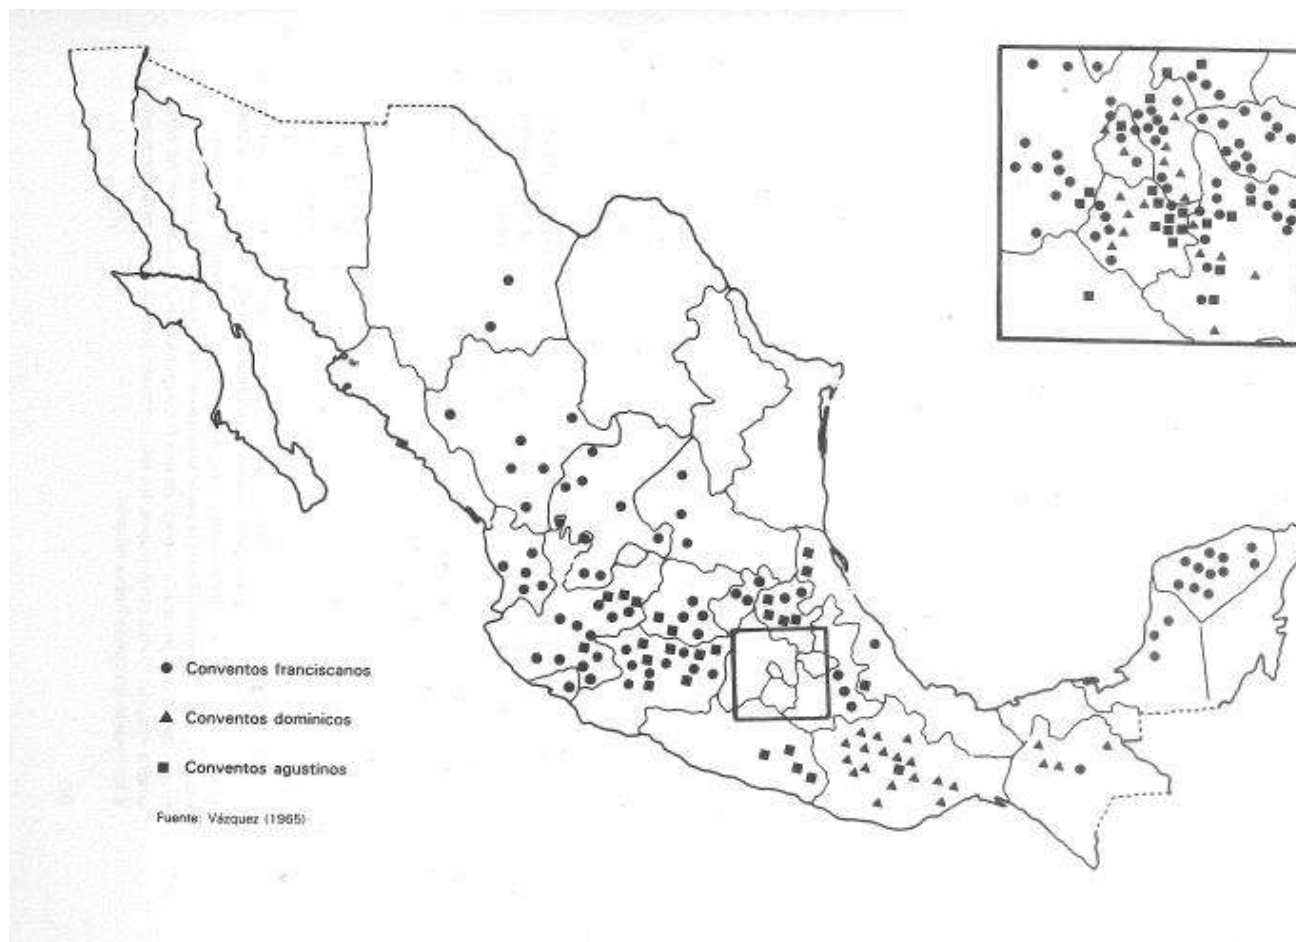 Conventos franciscanos
Conventos dominicos
Conventos agustinos
Fuente: Vázquez (1965)